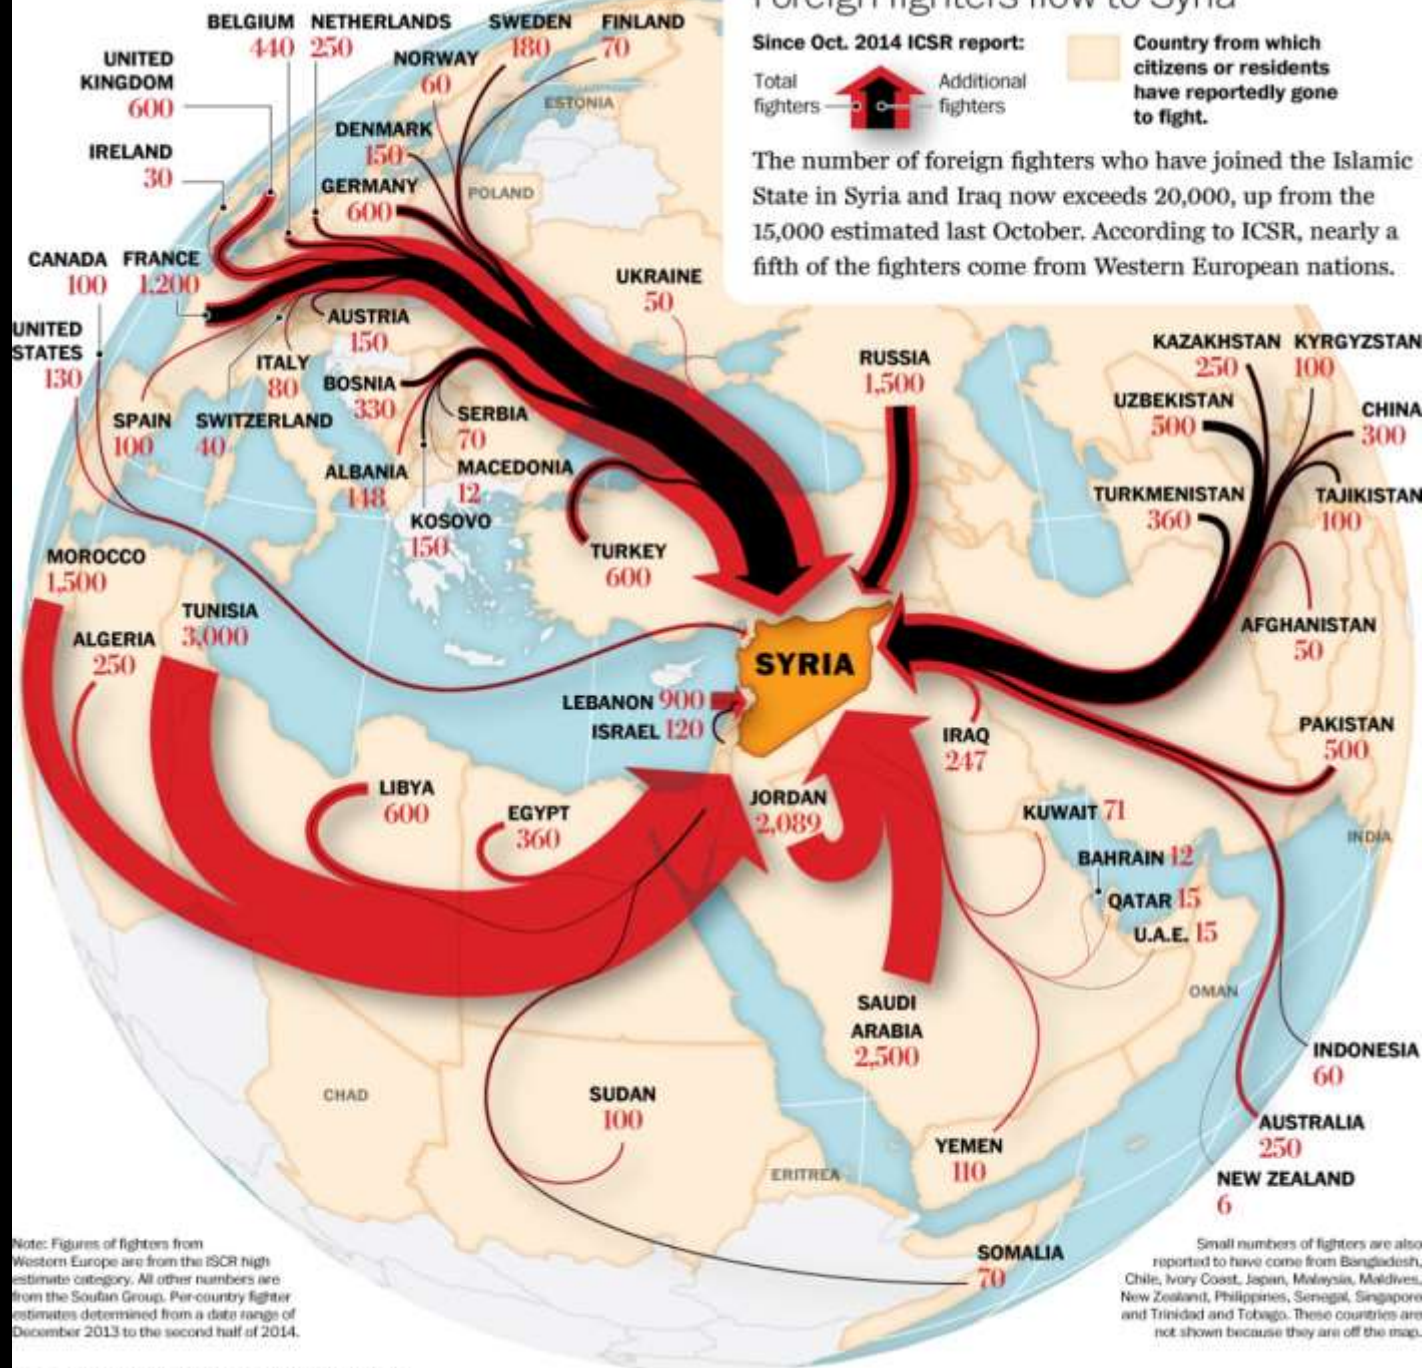 Foreign fighters flow to Syria
Since Oct. 2014 ICSR report:
Total
fighters
Additional
fighters
Country from which
citizens or residents
have reportedly gone
to fight.
The number of foreign fighters who have joined the Islamic
State in Syria and Iraq now exceeds 20,000, up from the
15,000 estimated last October. According to ICSR, nearly a
fifth of the fighters come from Western European nations.
BELGIUM
440
NETHERLANDS
250
SWEDEN
180
FINLAND
70
NORWAY
60
UNITED
KINGDOM
600
ESTONIA
DENMARK
150
IRELAND
30
GERMANY
600
POLAND
CANADA
100
FRANCE
1,200
UKRAINE
50
UNITED
STATES
130
AUSTRIA
150
ITALY
80
BOSNIA
330
RUSSIA
1,500
KAZAKHSTAN
250
KYRGYZSTAN
100
UZBEKISTAN
500
CHINA
300
SPAIN
100
SWITZERLAND
40
SERBIA
70
ALBANIA
148
MACEDONIA
12
KOSOVO
150
TURKMENISTAN
360
TAJIKISTAN
100
MOROCCO
1,500
TURKEY
600
TUNISIA
3,000
ALGERIA
250
AFGHANISTAN
50
SYRIA
LEBANON 900
ISRAEL 120
IRAQ
247
PAKISTAN
500
LIBYA
600
EGYPT
360
JORDAN
2,089
KUWAIT 71
INDIA
BAHRAIN 12
QATAR 15
U.A.E. 15
OMAN
SAUDI
ARABIA
2,500
INDONESIA
60
CHAD
SUDAN
100
AUSTRALIA
250
YEMEN
110
ERITREA
NEW ZEALAND
6
SOMALIA
70
Note: Figures of fighters from
Western Europe are from the ISCR high
estimate category. All other numbers are
from the Soufan Group. Per-country fighter
estimates determined from a date range of
December 2013 to the second half of 2014.
Small numbers of fighters are also
reported to have come from Bangladesh,
Chile, Ivory Coast, Japan, Malaysia, Maldives,
New Zealand, Philippines, Senegal, Singapore
and Trinidad and Tobago. These countries are
not shown because they are off the map.